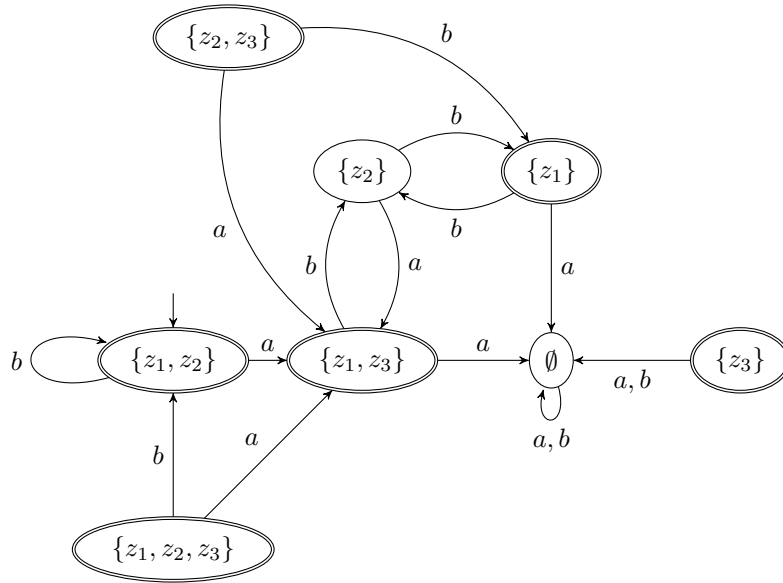 {z₂, z₃}
b
b
{z₂}
{z₁}
b
a
b
a
a
b
{z₁, z₂}
a
{z₁, z₃}
a
∅
a, b
{z₃}
a, b
b
a
{z₁, z₂, z₃}